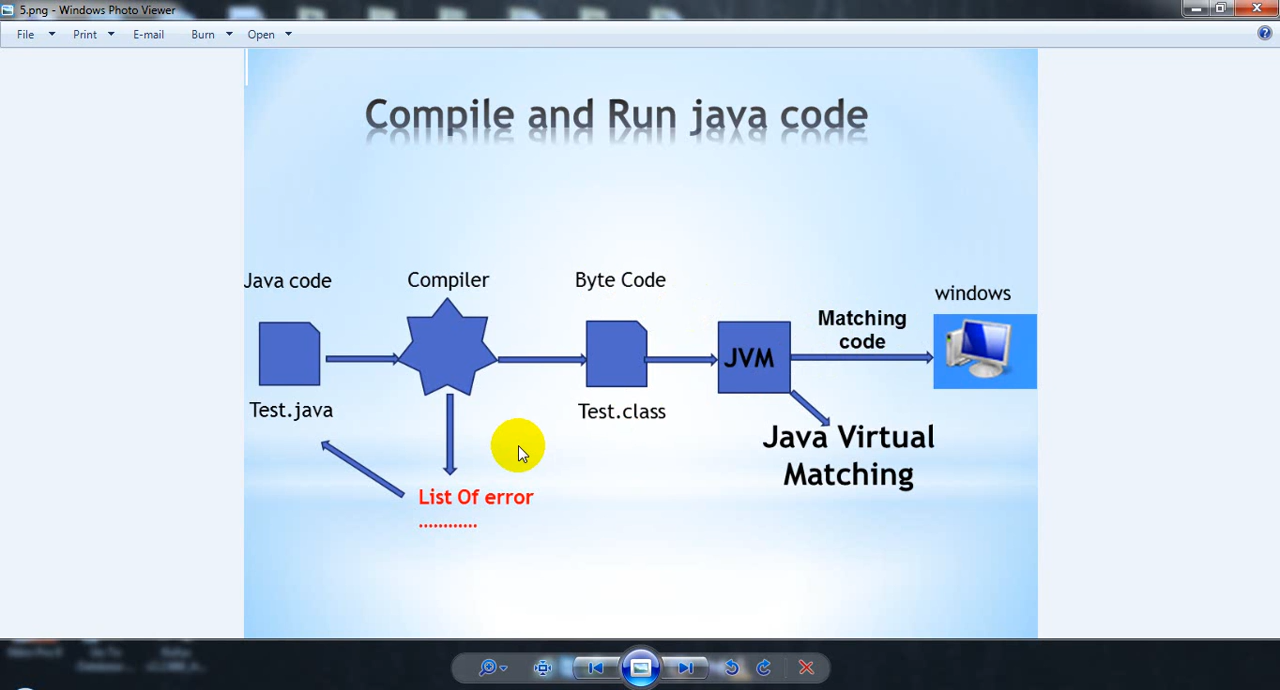 5.png - Windows Photo Viewer
File Print E-mail Burn Open
Compile and Run java code
Java code Compiler Byte Code windows
Matching
code
JVM
Test.java Test.class
Java Virtual
Matching
List Of error
............